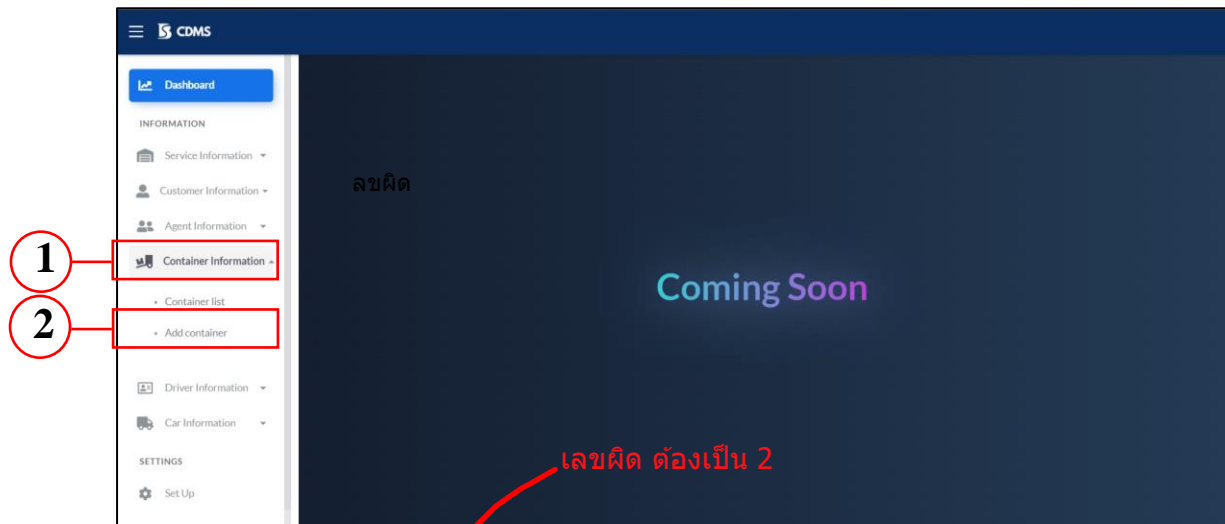 CDMS
Dashboard
INFORMATION
Service Information
Customer Information
ลขผิด
Agent Information
1
Container Information
Coming Soon
Container list
2
Add container
Driver Information
Car Information
เลขผิด ต้องเป็น 2
SETTINGS
Set Up